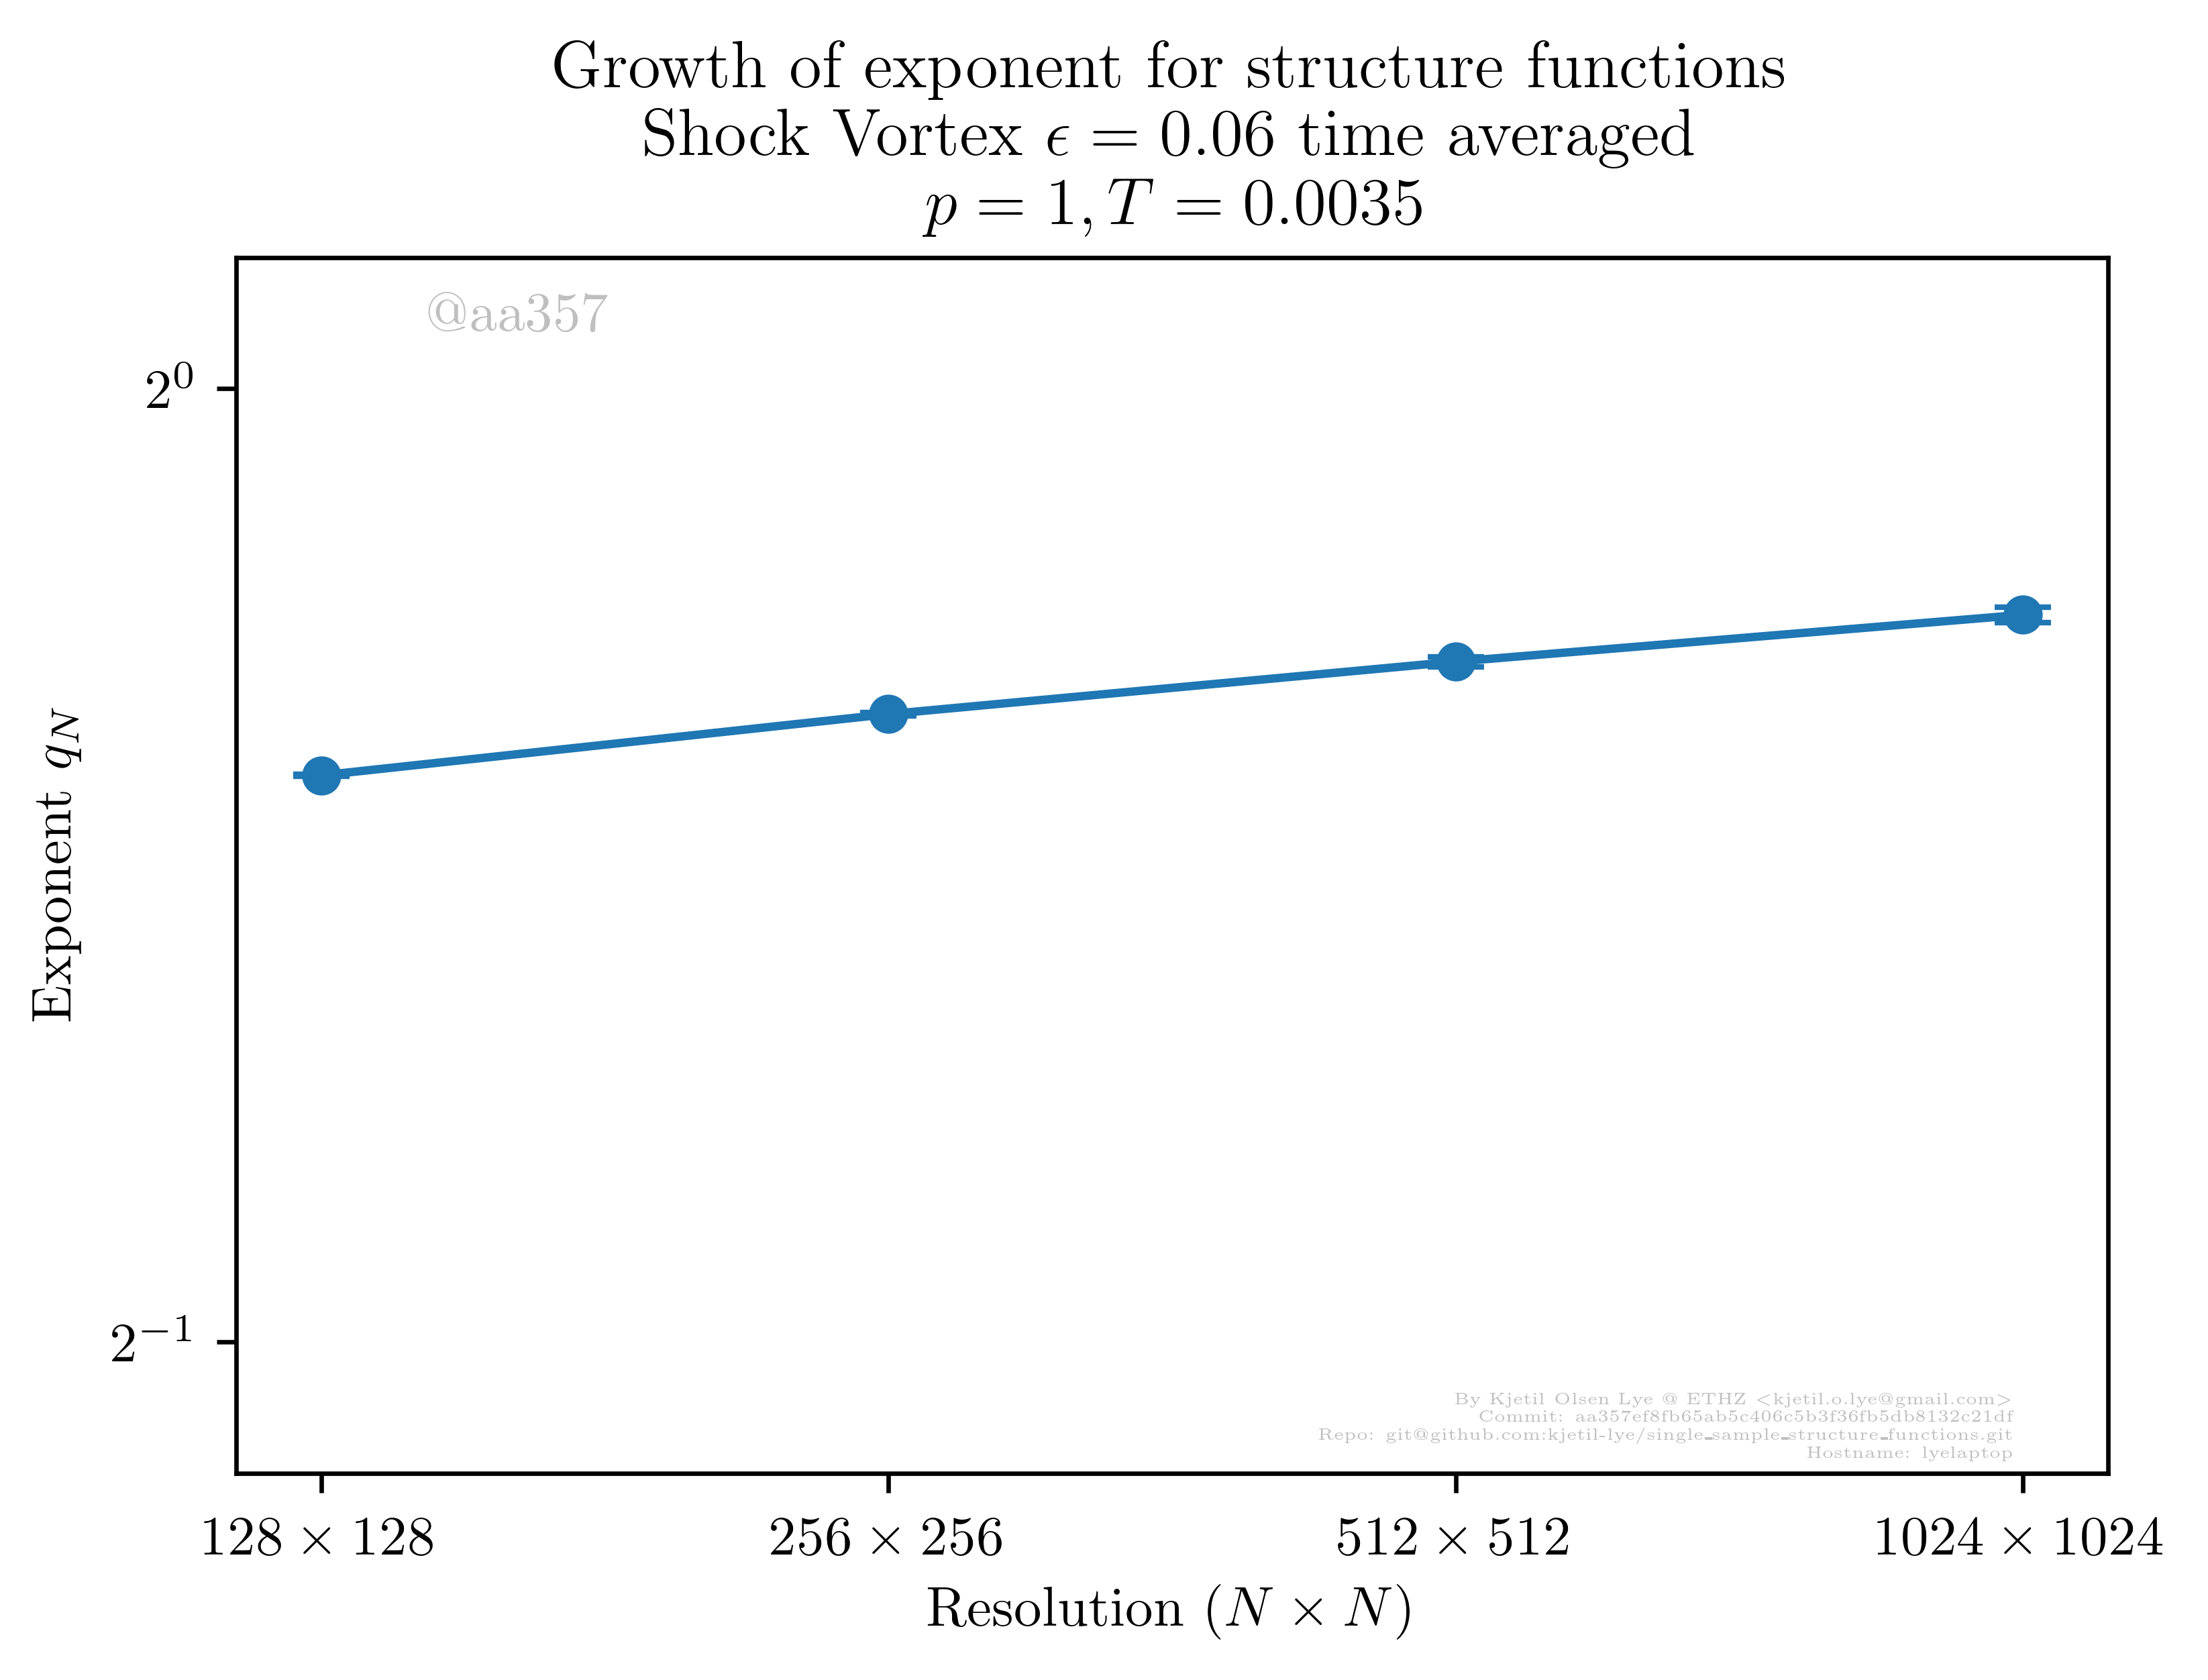 Growth of exponent for structure functions
Shock Vortex ϵ = 0.06 time averaged
p = 1, T = 0.0035
@aa357
2⁰
Exponent q_N
2⁻¹
By Kjetil Olsen Lye @ ETHZ <kjetil.o.lye@gmail.com>
Commit: aa357ef8fb65ab5c406c5b3f36fb5db8132c21df
Repo: git@github.com:kjetil-lye/single_sample_structure_functions.git
Hostname: lyelaptop
128 × 128 256 × 256 512 × 512 1024 × 1024
Resolution (N × N)